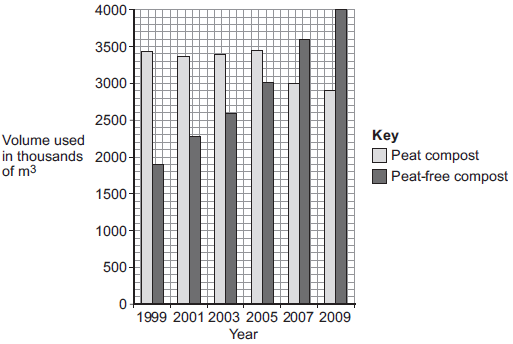 4000
3500
3000
2500
2000
1500
1000
500
0
Volume used
in thousands
of m3
1999 2001 2003 2005 2007 2009
Year
Key
Peat compost
Peat-free compost